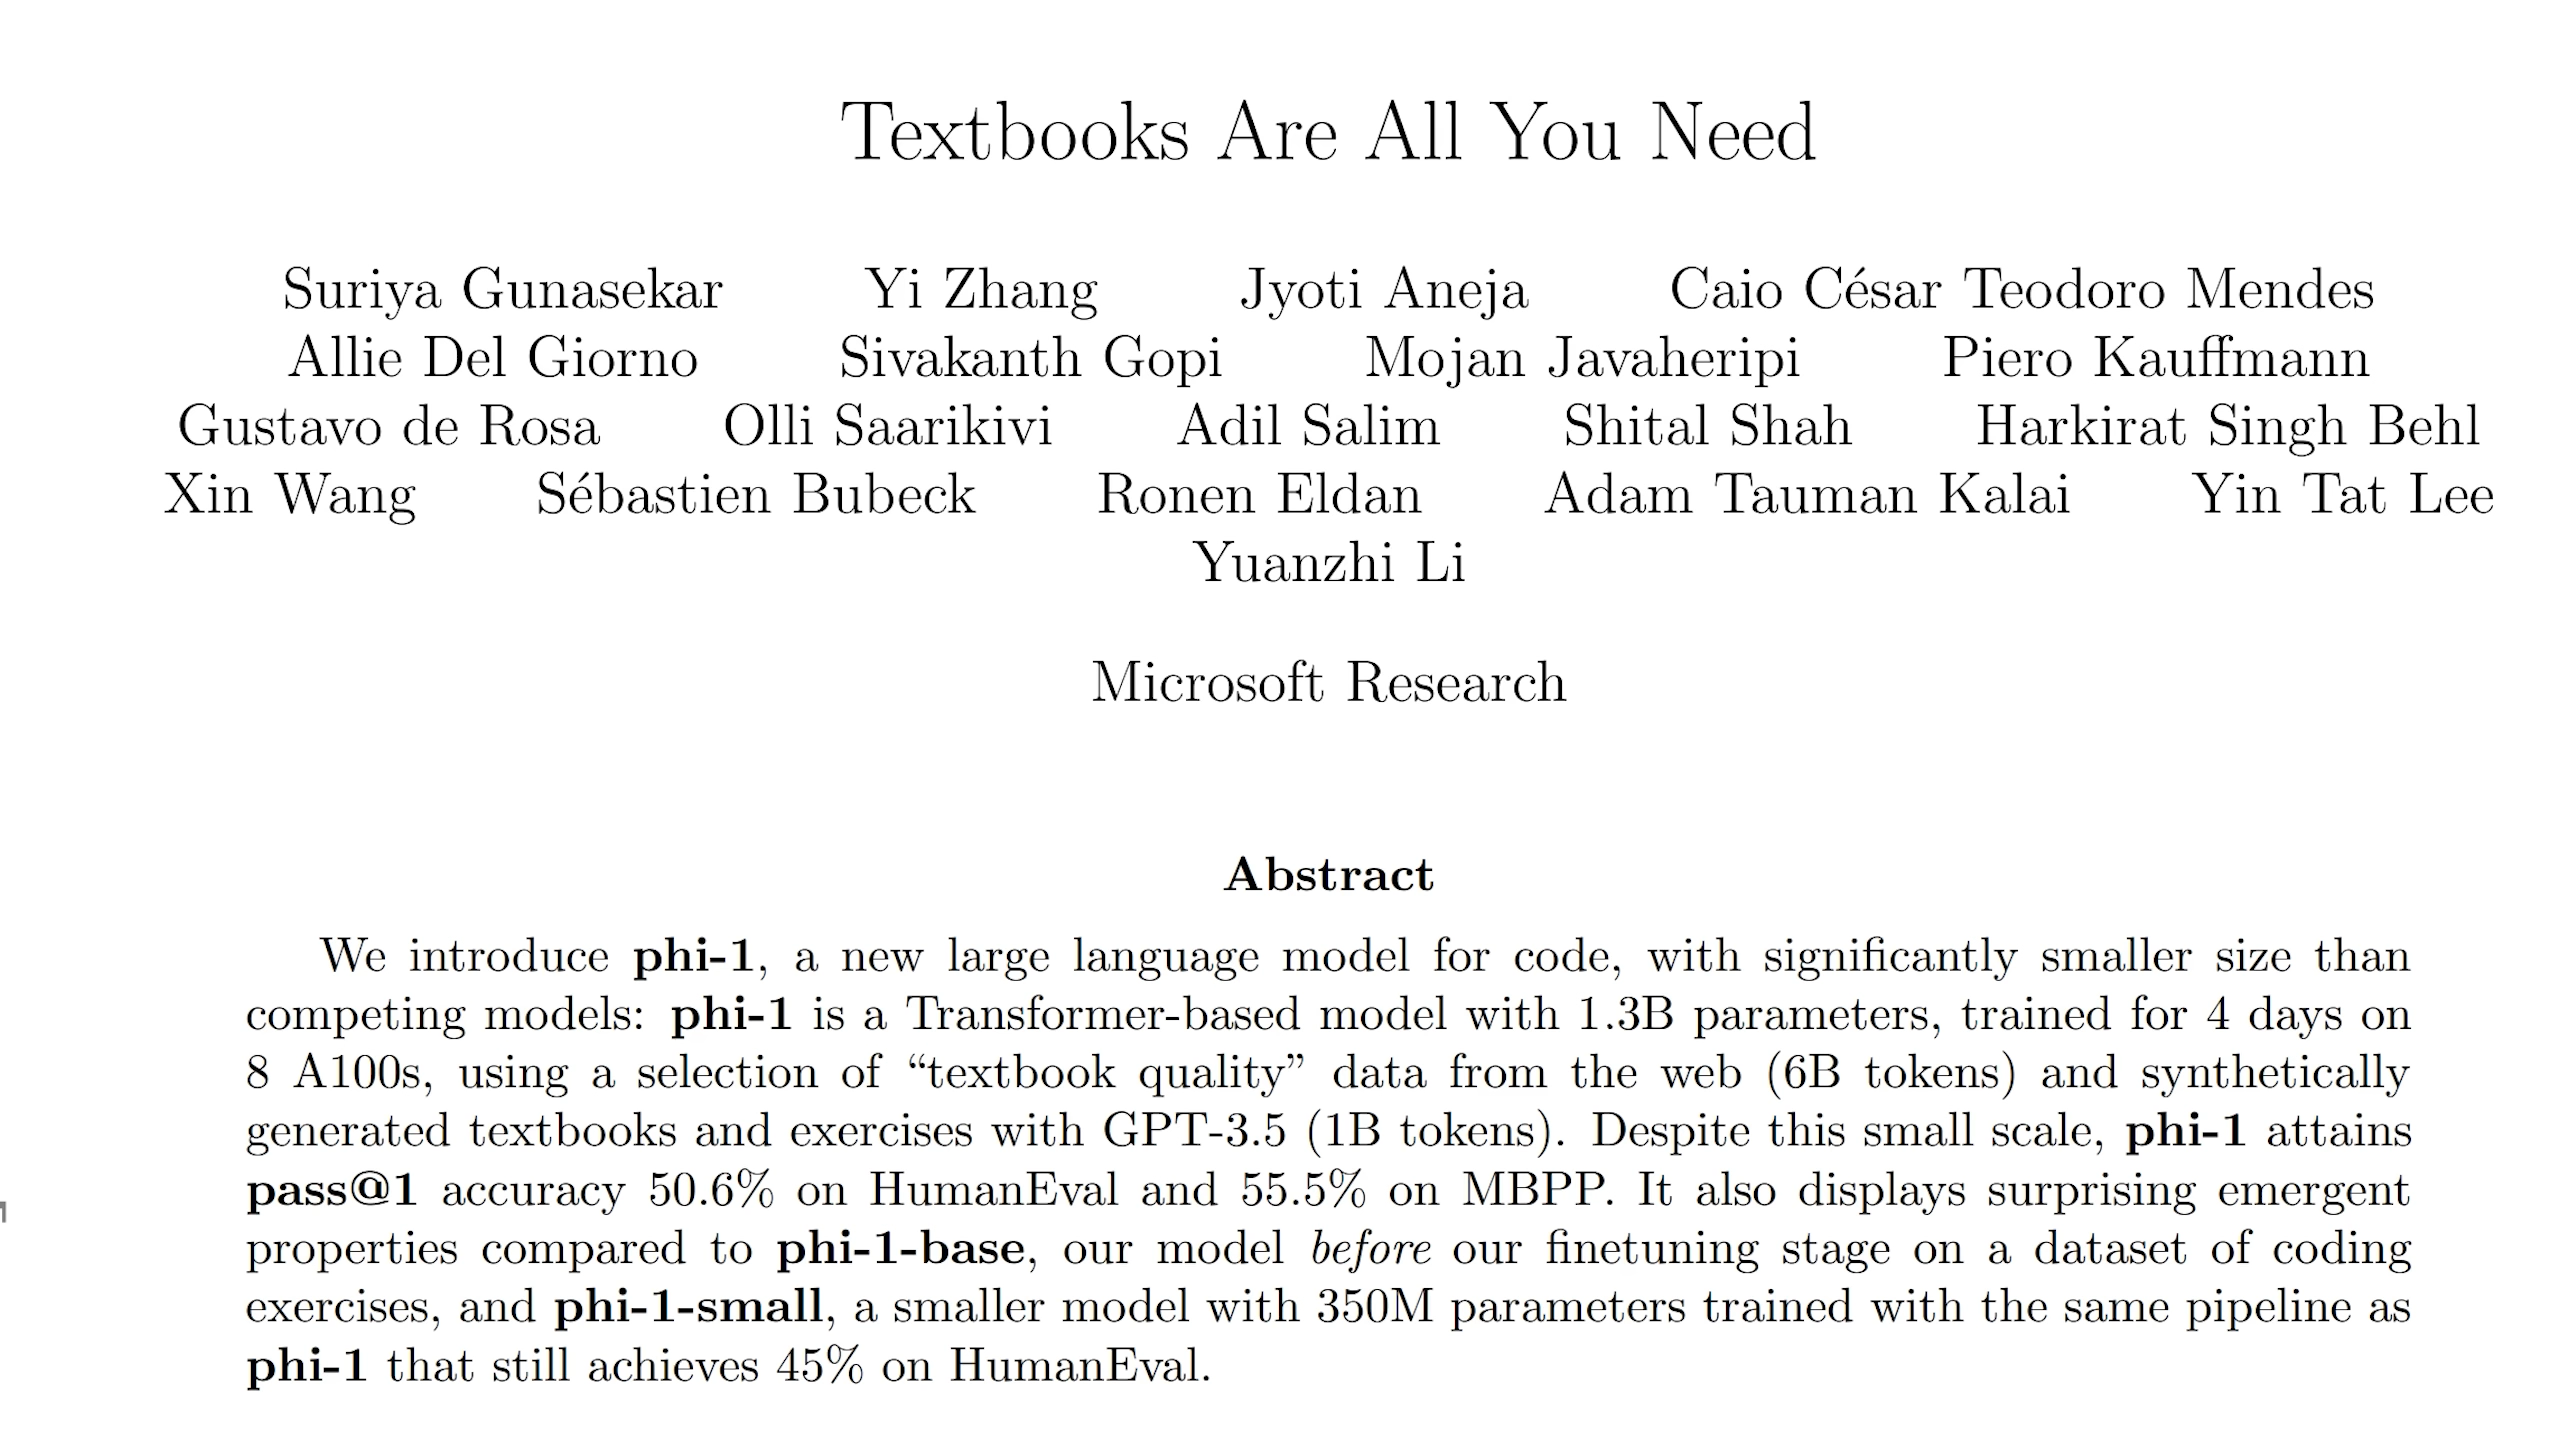 Textbooks Are All You Need
Suriya Gunasekar Yi Zhang Jyoti Aneja Caio César Teodoro Mendes
Allie Del Giorno Sivakanth Gopi Mojan Javaheripi Piero Kauffmann
Gustavo de Rosa Olli Saarikivi Adil Salim Shital Shah Harkirat Singh Behl
Xin Wang Sébastien Bubeck Ronen Eldan Adam Tauman Kalai Yin Tat Lee
Yuanzhi Li
Microsoft Research
Abstract
We introduce phi-1, a new large language model for code, with significantly smaller size than
competing models: phi-1 is a Transformer-based model with 1.3B parameters, trained for 4 days on
8 A100s, using a selection of “textbook quality” data from the web (6B tokens) and synthetically
generated textbooks and exercises with GPT-3.5 (1B tokens). Despite this small scale, phi-1 attains
pass@1 accuracy 50.6% on HumanEval and 55.5% on MBPP. It also displays surprising emergent
properties compared to phi-1-base, our model before our finetuning stage on a dataset of coding
exercises, and phi-1-small, a smaller model with 350M parameters trained with the same pipeline as
phi-1 that still achieves 45% on HumanEval.